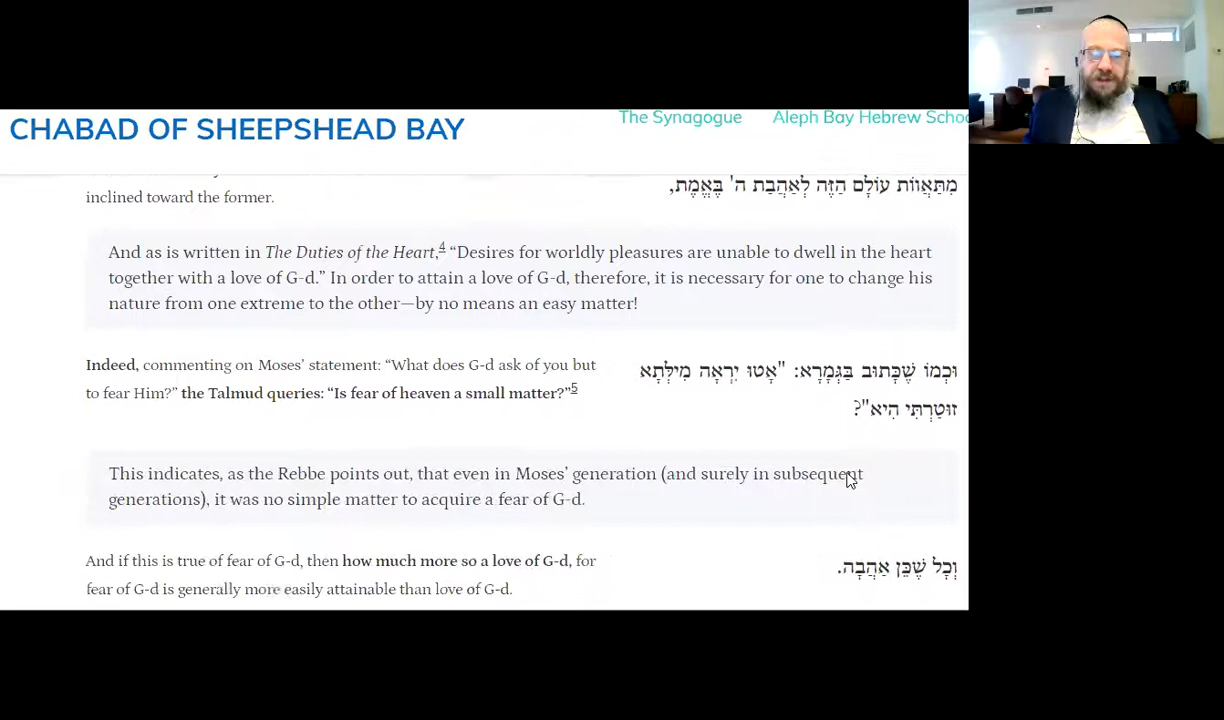 The Synagogue Aleph Bay Hebrew Schoo
CHABAD OF SHEEPSHEAD BAY
inclined toward the former.
מִתַּאֲווֹת עוֹלָם הַזֶּה לְאַהֲבַת ה' בֶּאֱמֶת,
And as is written in The Duties of the Heart,4 “Desires for worldly pleasures are unable to dwell in the heart
together with a love of G-d.” In order to attain a love of G-d, therefore, it is necessary for one to change his
nature from one extreme to the other—by no means an easy matter!
Indeed, commenting on Moses’ statement: “What does G-d ask of you but
to fear Him?” the Talmud queries: “Is fear of heaven a small matter?”5
וּכְמוֹ שֶׁכָּתוּב בַּגְּמָרָא: "אָטוּ יִרְאָה מִילְּתָא
זוּטַרְתִּי הִיא"?
This indicates, as the Rebbe points out, that even in Moses’ generation (and surely in subsequent
generations), it was no simple matter to acquire a fear of G-d.
And if this is true of fear of G-d, then how much more so a love of G-d, for
fear of G-d is generally more easily attainable than love of G-d.
וְכָל שֶׁכֵּן אַהֲבָה.